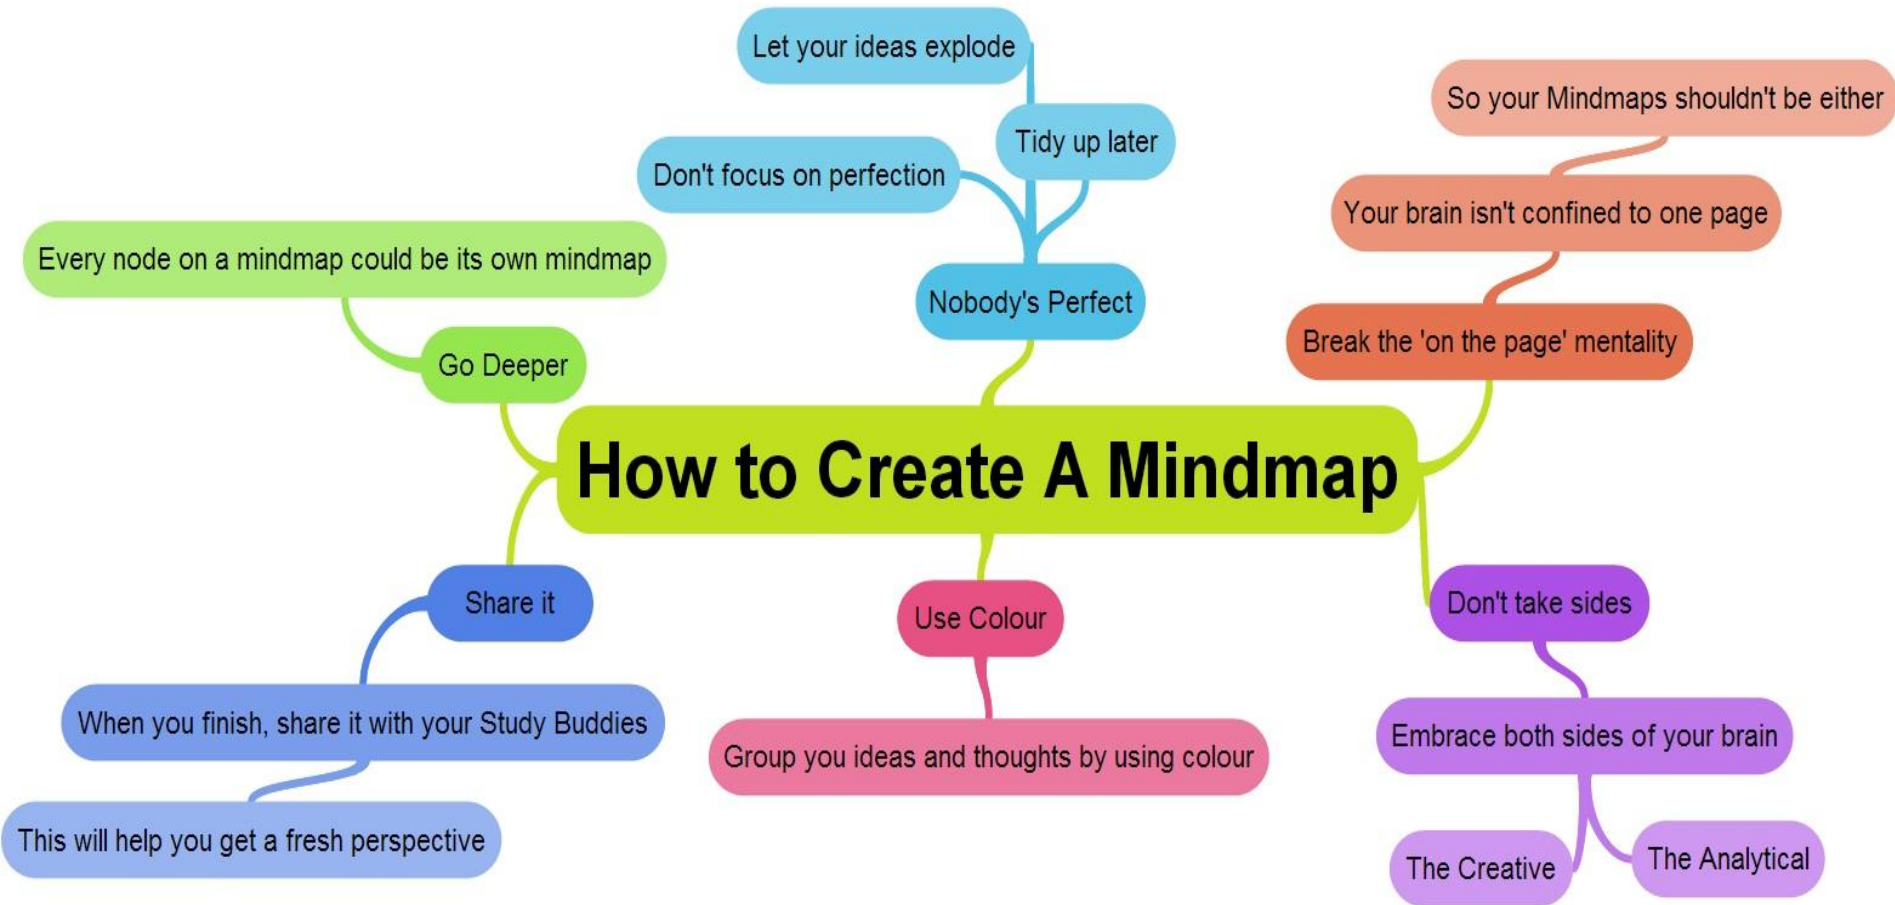 Let your ideas explode
Tidy up later
Don't focus on perfection
Nobody's Perfect
So your Mindmaps shouldn't be either
Your brain isn't confined to one page
Break the 'on the page' mentality
Every node on a mindmap could be its own mindmap
Go Deeper
How to Create A Mindmap
Share it
When you finish, share it with your Study Buddies
This will help you get a fresh perspective
Use Colour
Group you ideas and thoughts by using colour
Don't take sides
Embrace both sides of your brain
The Creative
The Analytical